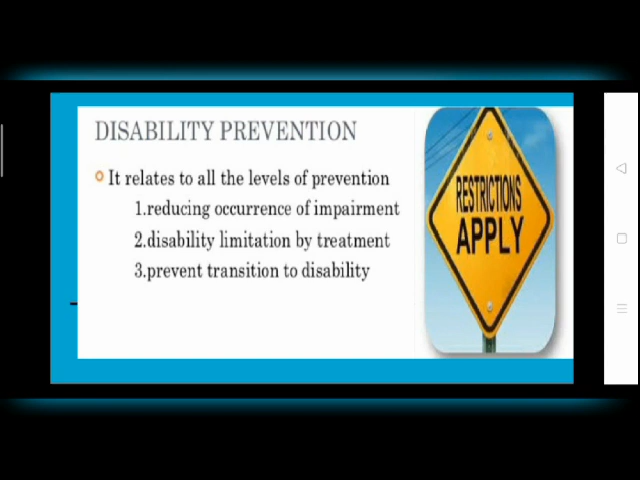 DISABILITY PREVENTION
It relates to all the levels of prevention
1.reducing occurrence of impairment
2.disability limitation by treatment
3.prevent transition to disability
RESTRICTIONS
APPLY